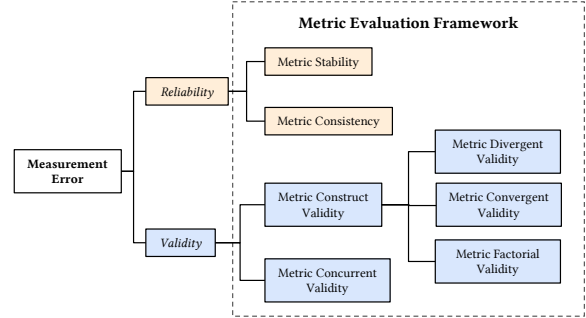 Metric Evaluation Framework
Metric Stability
Reliability
Metric Consistency
Measurement
Error
Metric Divergent
Validity
Metric Construct
Validity
Metric Convergent
Validity
Validity
Metric Factorial
Validity
Metric Concurrent
Validity